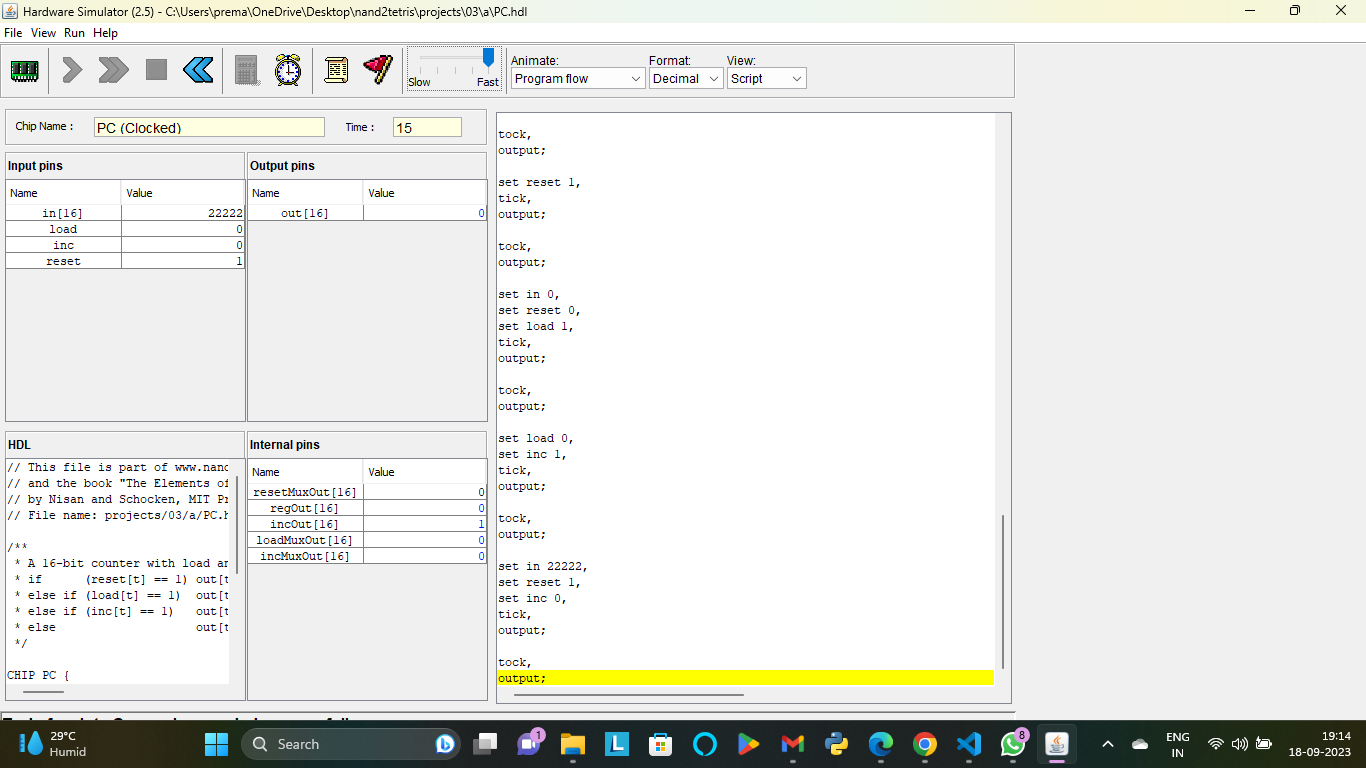 Hardware Simulator (2.5) - C:\Users\prema\OneDrive\Desktop\nand2tetris\projects\03\a\PC.hdl
File View Run Help
Slow Fast
Animate:
Program flow
Format:
Decimal
View:
Script
Chip Name : PC (Clocked) Time : 15
Input pins
Name Value
in[16] 22222
load 0
inc 0
reset 1
Output pins
Name Value
out[16] 0
HDL
// This file is part of www.nand
// and the book "The Elements of
// by Nisan and Schocken, MIT Pr
// File name: projects/03/a/PC.h
/**
* A 16-bit counter with load an
* if (reset[t] == 1) out[t
* else if (load[t] == 1) out[t
* else if (inc[t] == 1) out[t
* else out[t
*/
CHIP PC {
Internal pins
Name Value
resetMuxOut[16] 0
regOut[16] 0
incOut[16] 1
loadMuxOut[16] 0
incMuxOut[16] 0
tock,
output;
set reset 1,
tick,
output;
tock,
output;
set in 0,
set reset 0,
set load 1,
tick,
output;
tock,
output;
set load 0,
set inc 1,
tick,
output;
tock,
output;
set in 22222,
set reset 1,
set inc 0,
tick,
output;
tock,
output;
29°C
Humid
Search
1
L
8
ENG
IN
19:14
18-09-2023